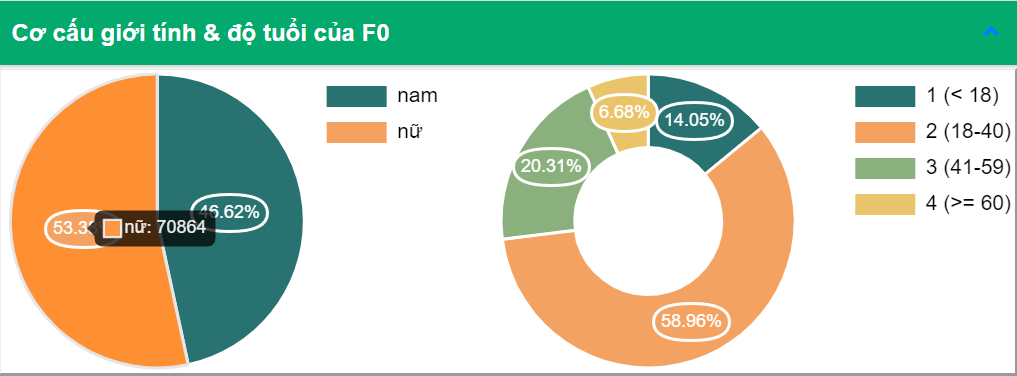 Cơ cấu giới tính & độ tuổi của F0
nam
nữ
46.62%
nữ: 70864
1 (< 18)
2 (18-40)
3 (41-59)
4 (>= 60)
6.68%
14.05%
20.31%
58.96%